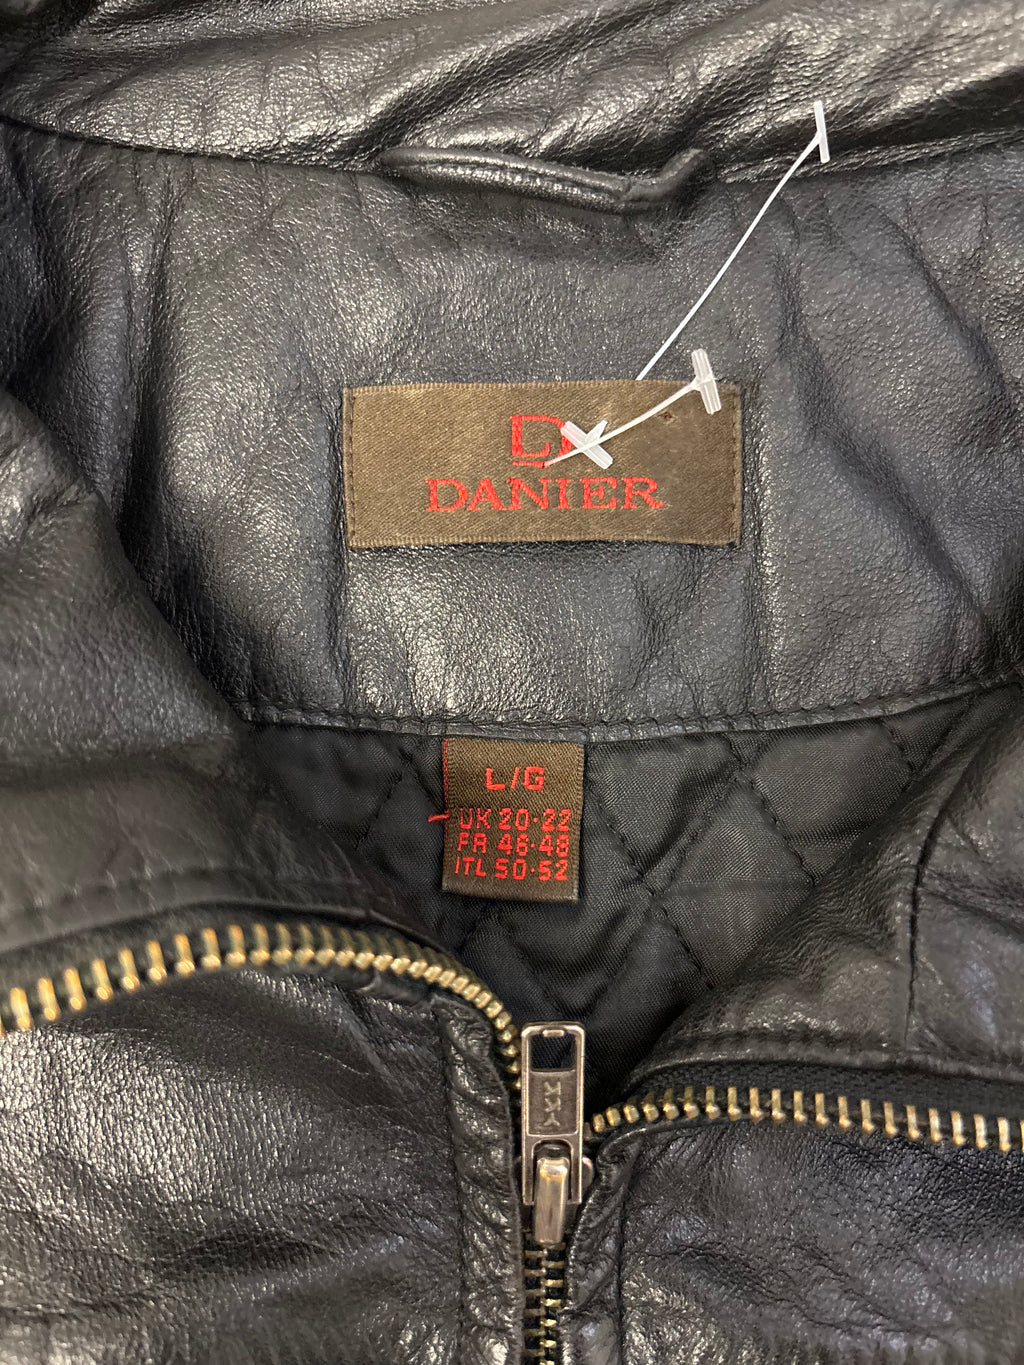 DANIER
L/G
UK 20·22
FR 46·48
ITL 50·52